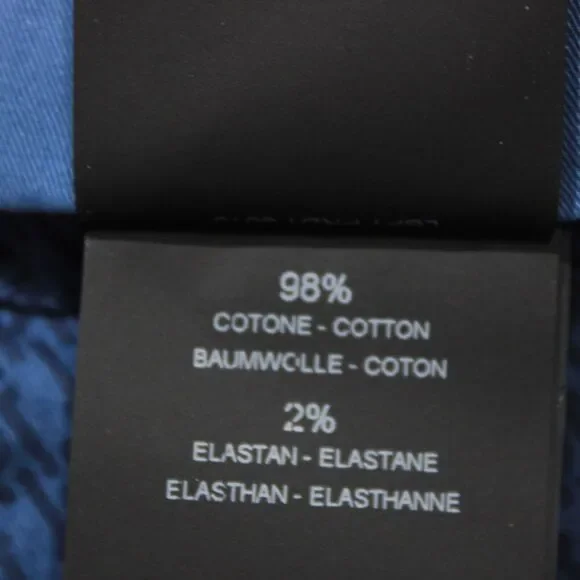 98%
COTONE - COTTON
BAUMWOLLE - COTON
2%
ELASTAN - ELASTANE
ELASTHAN - ELASTHANNE